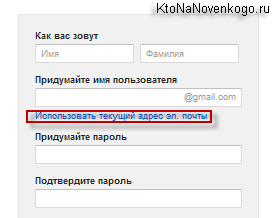 KtoNaNovenkogo.ru
Как вас зовут
Имя Фамилия
Придумайте имя пользователя
@gmail.com
Использовать текущий адрес эл. почты
Придумайте пароль
Подтвердите пароль